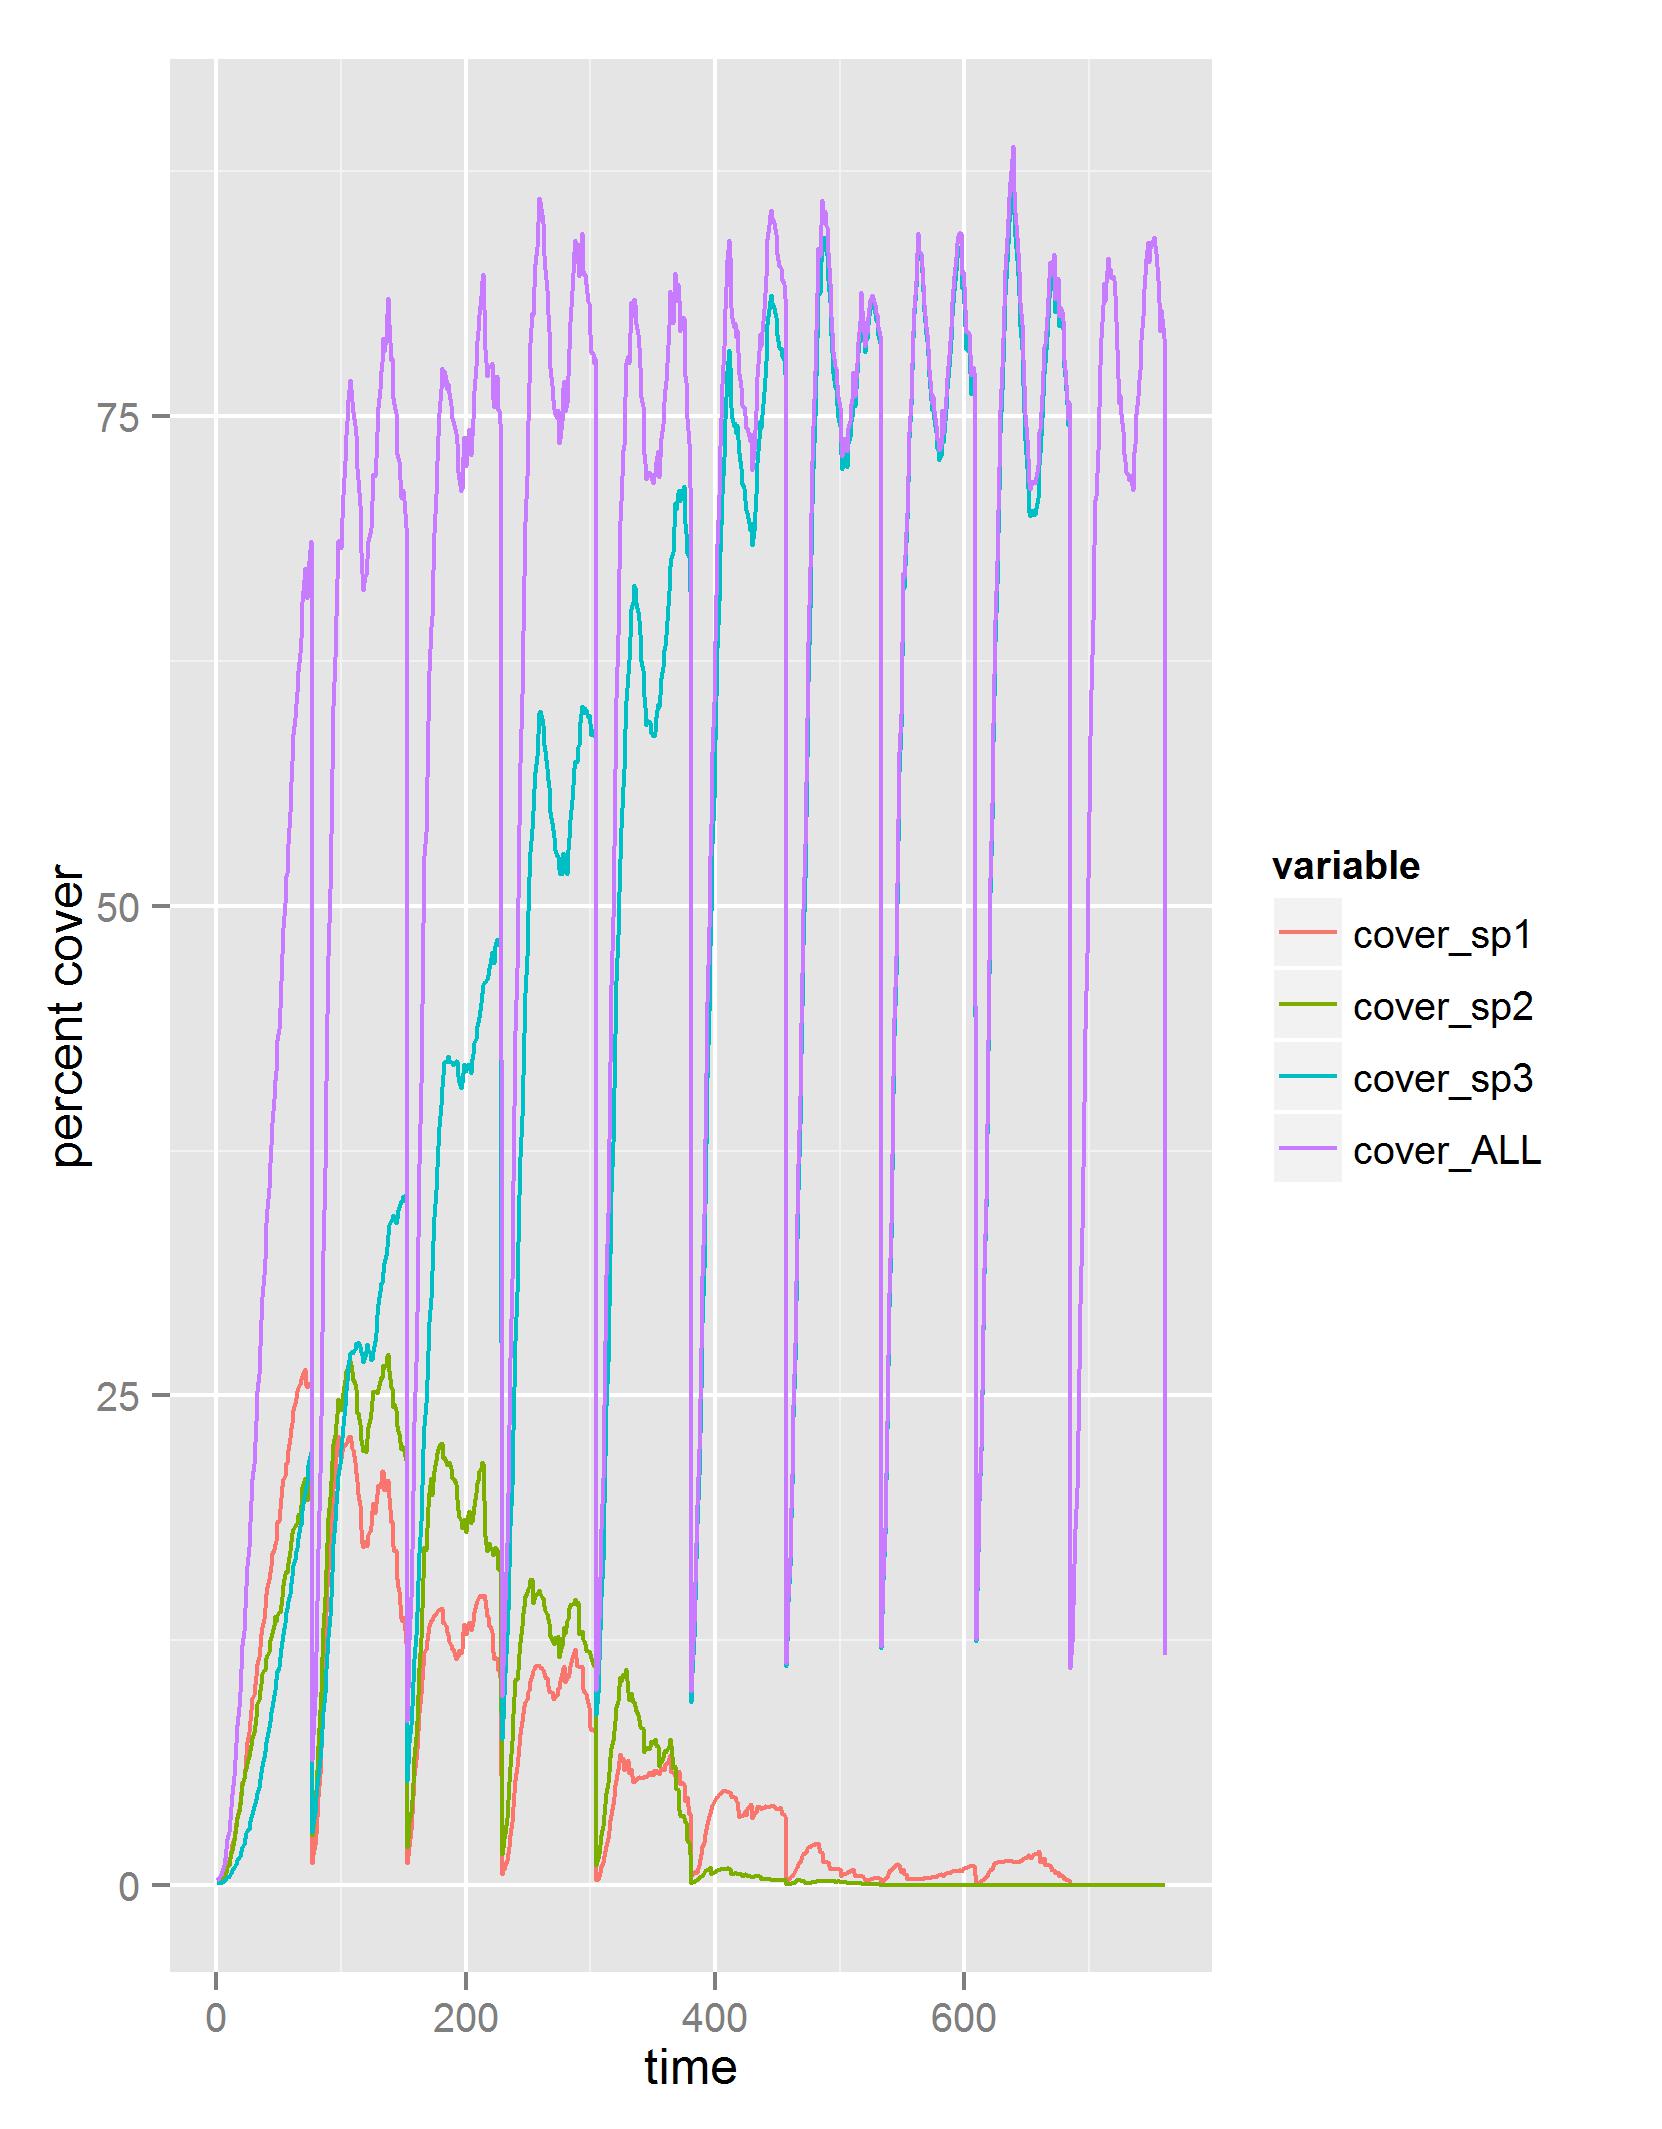 percent cover
75
50
25
0
0 200 400 600
time
variable
cover_sp1
cover_sp2
cover_sp3
cover_ALL